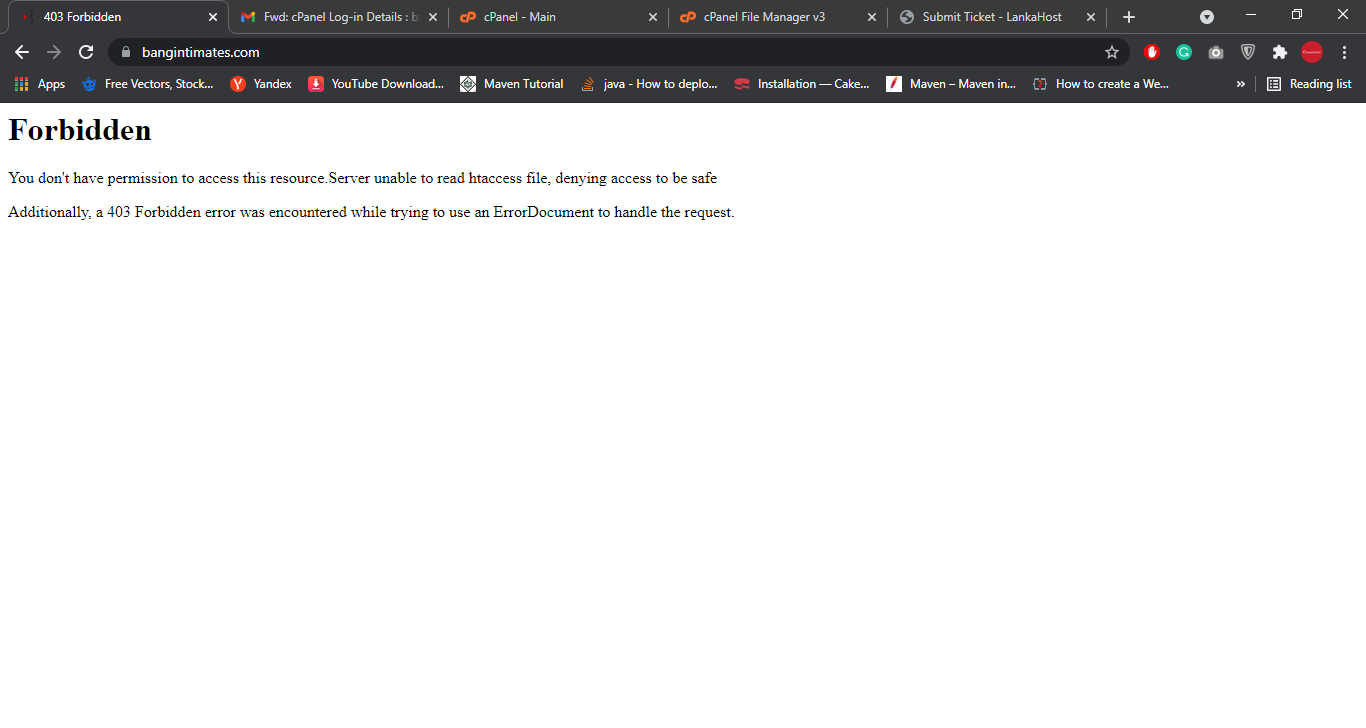 403 Forbidden
Fwd: cPanel Log-in Details : b
cPanel - Main
cPanel File Manager v3
Submit Ticket - LankaHost
bangintimates.com
Apps
Free Vectors, Stock...
Yandex
YouTube Download...
Maven Tutorial
java - How to deplo...
Installation — Cake...
Maven – Maven in...
How to create a We...
»
Reading list
Forbidden
You don't have permission to access this resource.Server unable to read htaccess file, denying access to be safe
Additionally, a 403 Forbidden error was encountered while trying to use an ErrorDocument to handle the request.